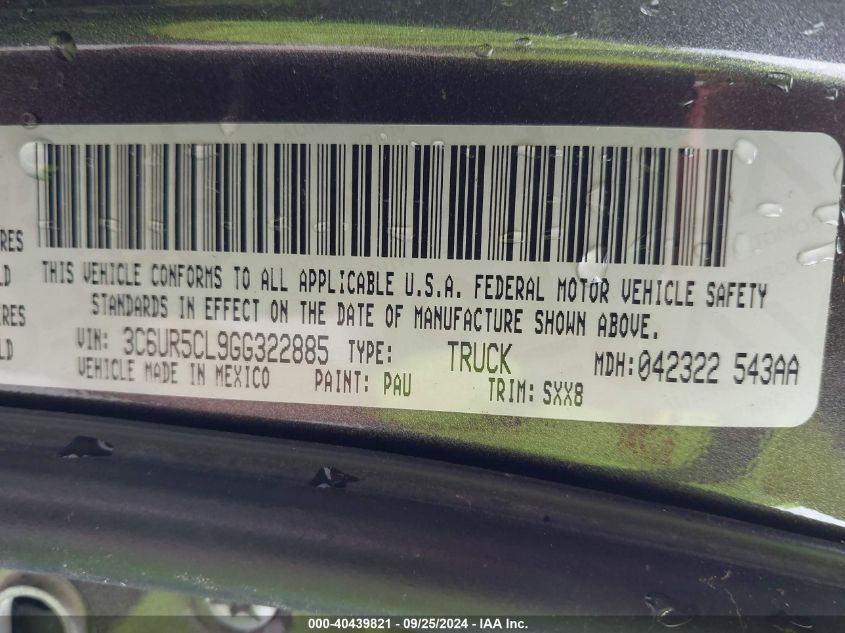 RES
THIS VEHICLE CONFORMS TO ALL APPLICABLE U.S.A. FEDERAL MOTOR VEHICLE SAFETY
LD
STANDARDS IN EFFECT ON THE DATE OF MANUFACTURE SHOWN ABOVE.
RES
VIN: 3C6UR5CL9GG322885 TYPE: TRUCK MDH: 042322 543AA
LD
VEHICLE MADE IN MEXICO PAINT: PAU TRIM: SXX8
000-40439821 - 09/25/2024 - IAA Inc.